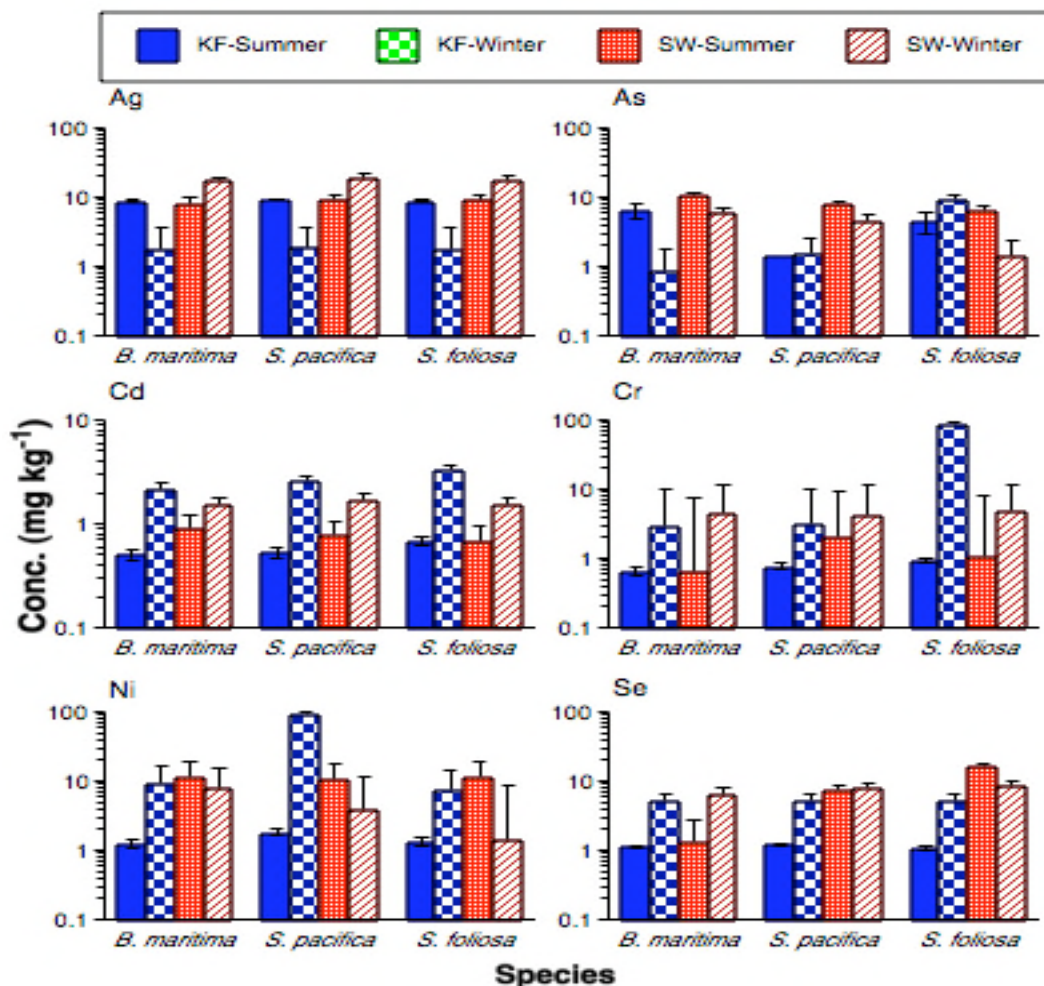 KF-Summer KF-Winter SW-Summer SW-Winter
Ag As
100 100
10 10
1 1
0.1 0.1
B. maritima S. pacifica S. foliosa B. maritima S. pacifica S. foliosa
Cd Cr
10 100
1 10
0.1 1
0.1
B. maritima S. pacifica S. foliosa B. maritima S. pacifica S. foliosa
Ni Se
100 100
10 10
1 1
0.1 0.1
B. maritima S. pacifica S. foliosa B. maritima S. pacifica S. foliosa
Conc. (mg kg-1)
Species